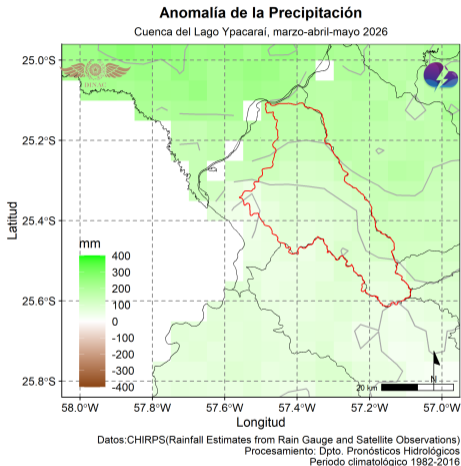 Anomalía de la Precipitación
Cuenca del Lago Ypacaraí, marzo-abril-mayo 2026
25.0°S
25.2°S
25.4°S
25.6°S
25.8°S
Latitud
DINAC
mm
400
300
200
100
0
-100
-200
-300
-400
N
20 km
58.0°W 57.8°W 57.6°W 57.4°W 57.2°W 57.0°W
Longitud
Datos:CHIRPS(Rainfall Estimates from Rain Gauge and Satellite Observations)
Procesamiento: Dpto. Pronósticos Hidrológicos
Periodo climatológico 1982-2016